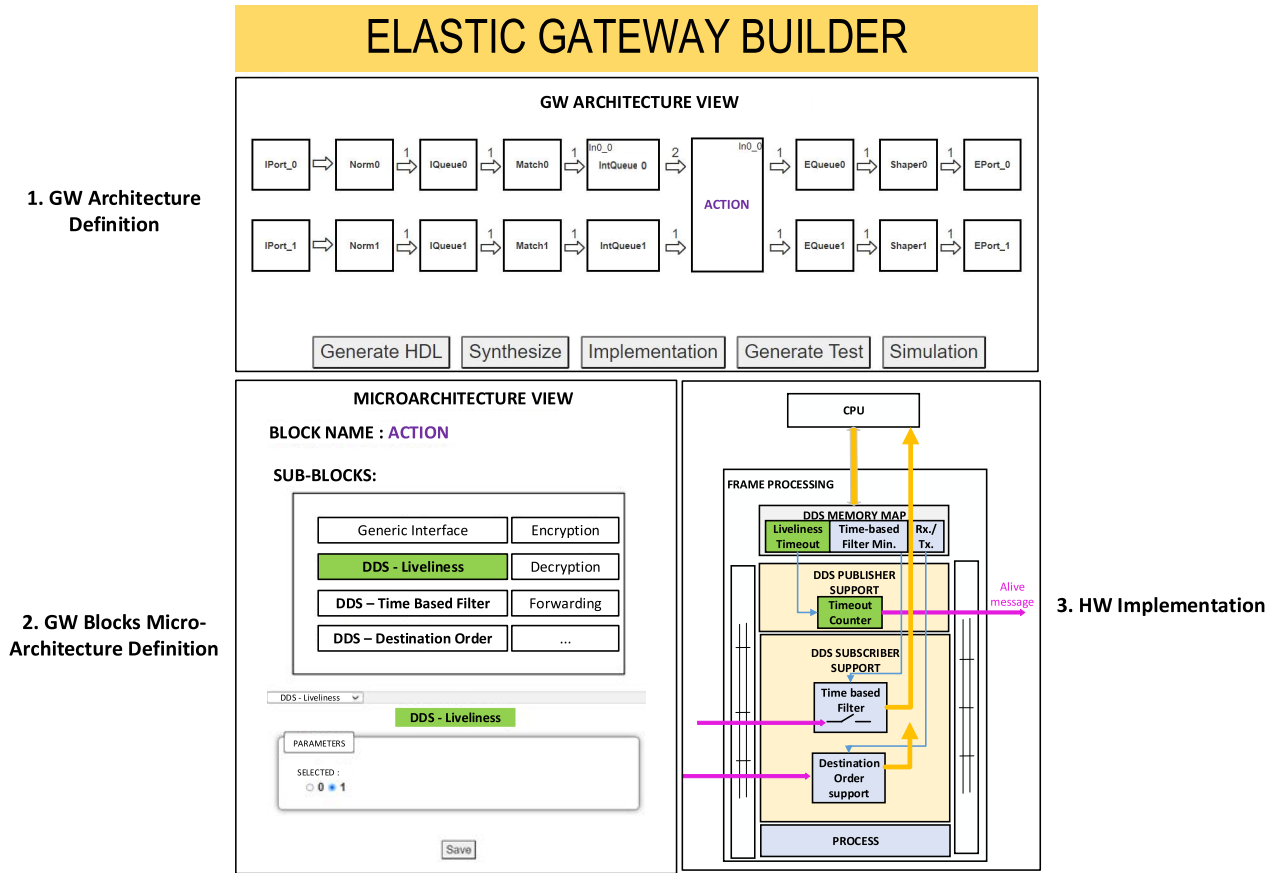 ELASTIC GATEWAY BUILDER
GW ARCHITECTURE VIEW
1. GW Architecture
Definition
IPort_0
Norm0
1
IQueue0
1
Match0
1
In0_0
IntQueue 0
2
In0_0
ACTION
1
EQueue0
1
Shaper0
1
EPort_0
IPort_1
Norm1
1
IQueue1
1
Match1
1
IntQueue1
1
1
EQueue1
1
Shaper1
1
EPort_1
Generate HDL
Synthesize
Implementation
Generate Test
Simulation
2. GW Blocks Micro-
Architecture Definition
MICROARCHITECTURE VIEW
BLOCK NAME : ACTION
SUB-BLOCKS:
Generic Interface
Encryption
DDS - Liveliness
Decryption
DDS – Time Based Filter
Forwarding
DDS – Destination Order
...
DDS - Liveliness
DDS - Liveliness
PARAMETERS
SELECTED :
0 1
Save
3. HW Implementation
CPU
FRAME PROCESSING
DDS MEMORY MAP
Liveliness
Timeout
Time-based
Filter Min.
Rx./
Tx.
DDS PUBLISHER
SUPPORT
Timeout
Counter
Alive
message
DDS SUBSCRIBER
SUPPORT
Time based
Filter
Destination
Order
support
PROCESS